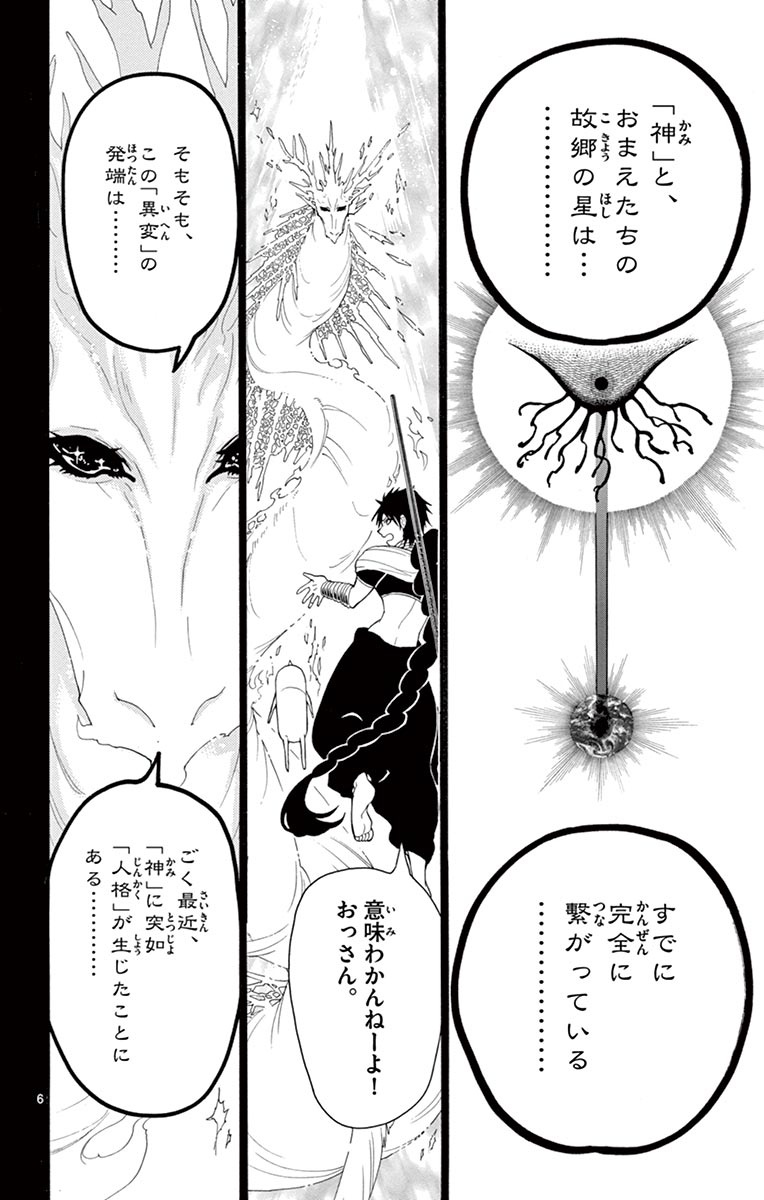 「神」と、
おまえたちの
故郷の星は…
……………
すでに
完全に
繋がっている
…………
意味わかんねーよ！
おっさん。
そもそも、
この「異変」の
発端は………
ごく最近、
「神」に突如
「人格」が生じたことに
ある………
6